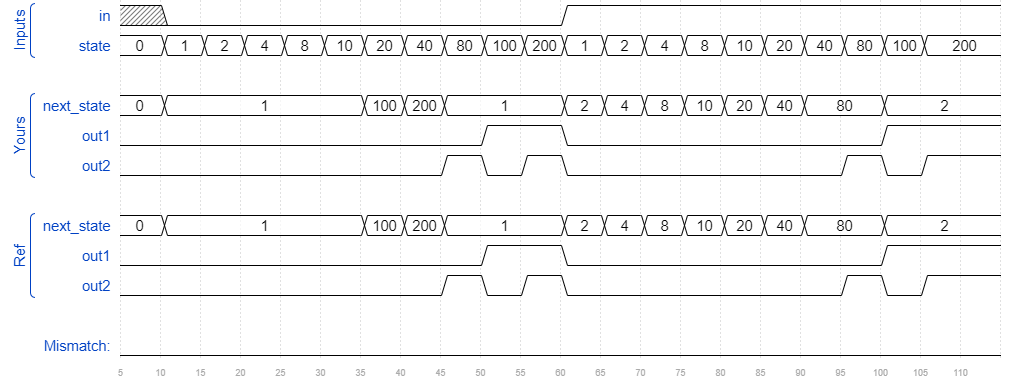 Inputs
in
state 0 1 2 4 8 10 20 40 80 100 200 1 2 4 8 10 20 40 80 100 200
Yours
next_state 0 1 100 200 1 2 4 8 10 20 40 80 2
out1
out2
Ref
next_state 0 1 100 200 1 2 4 8 10 20 40 80 2
out1
out2
Mismatch:
5 10 15 20 25 30 35 40 45 50 55 60 65 70 75 80 85 90 95 100 105 110